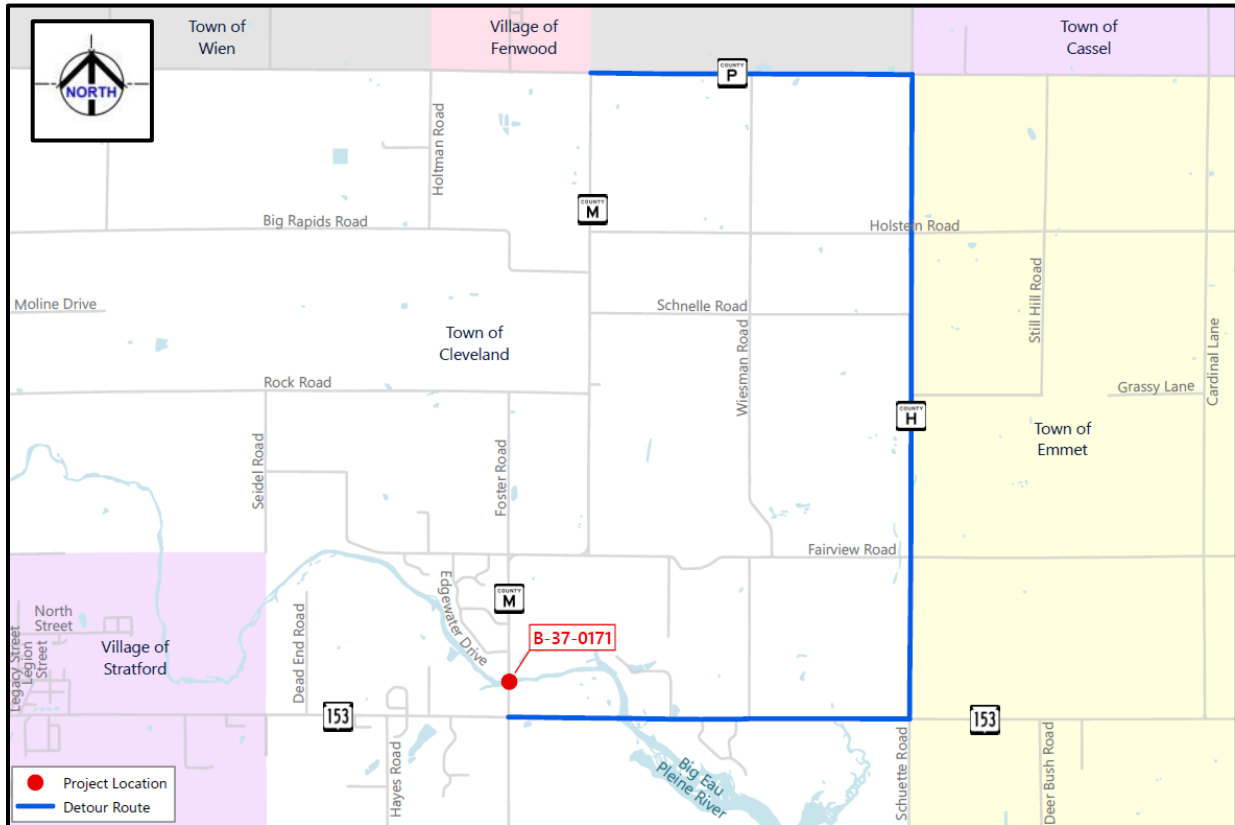 Town of
Wien
Village of
Fenwood
Town of
Cassel
NORTH
COUNTY
P
Holtman Road
COUNTY
M
Big Rapids Road
Holstein Road
Still Hill Road
Moline Drive
Schnelle Road
Town of
Cleveland
Wiesman Road
Cardinal Lane
Rock Road
Grassy Lane
COUNTY
H
Town of
Emmet
Seidel Road
Foster Road
Fairview Road
Edgewater Drive
COUNTY
M
North
Street
B-37-0171
Village of
Stratford
Legacy Street
Legion
Street
Dead End Road
153
153
Hayes Road
Big Eau
Pleine River
Schuette Road
Deer Bush Road
Project Location
Detour Route